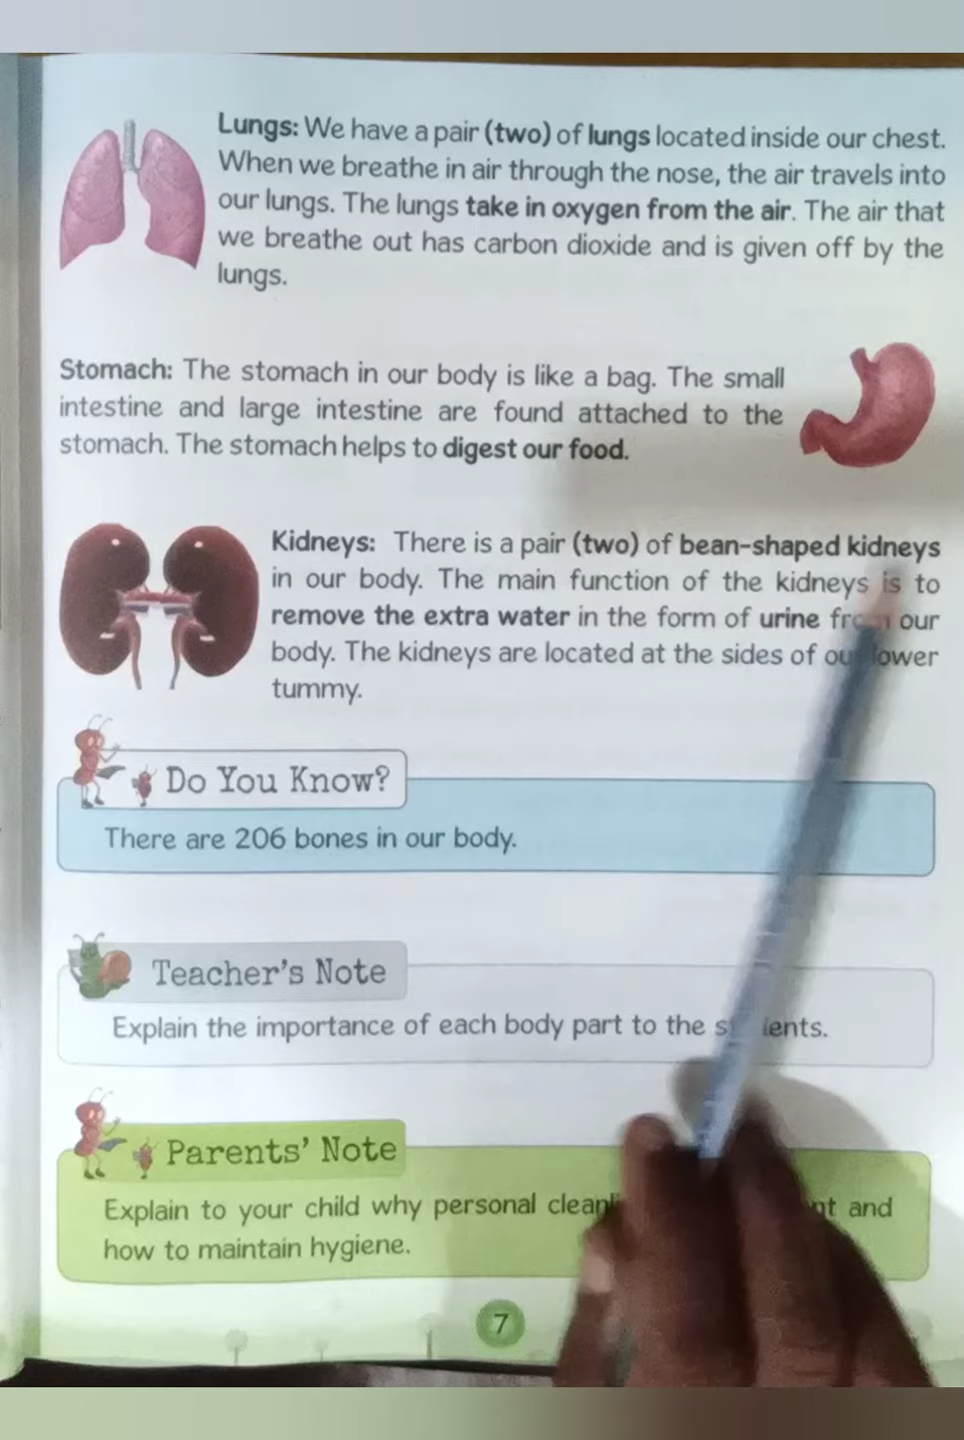 Lungs: We have a pair (two) of lungs located inside our chest.
When we breathe in air through the nose, the air travels into
our lungs. The lungs take in oxygen from the air. The air that
we breathe out has carbon dioxide and is given off by the
lungs.
Stomach: The stomach in our body is like a bag. The small
intestine and large intestine are found attached to the
stomach. The stomach helps to digest our food.
Kidneys: There is a pair (two) of bean-shaped kidneys
in our body. The main function of the kidneys is to
remove the extra water in the form of urine from our
body. The kidneys are located at the sides of our lower
tummy.
Do You Know?
There are 206 bones in our body.
Teacher's Note
Explain the importance of each body part to the students.
Parents' Note
Explain to your child why personal and
how to maintain hygiene.
7